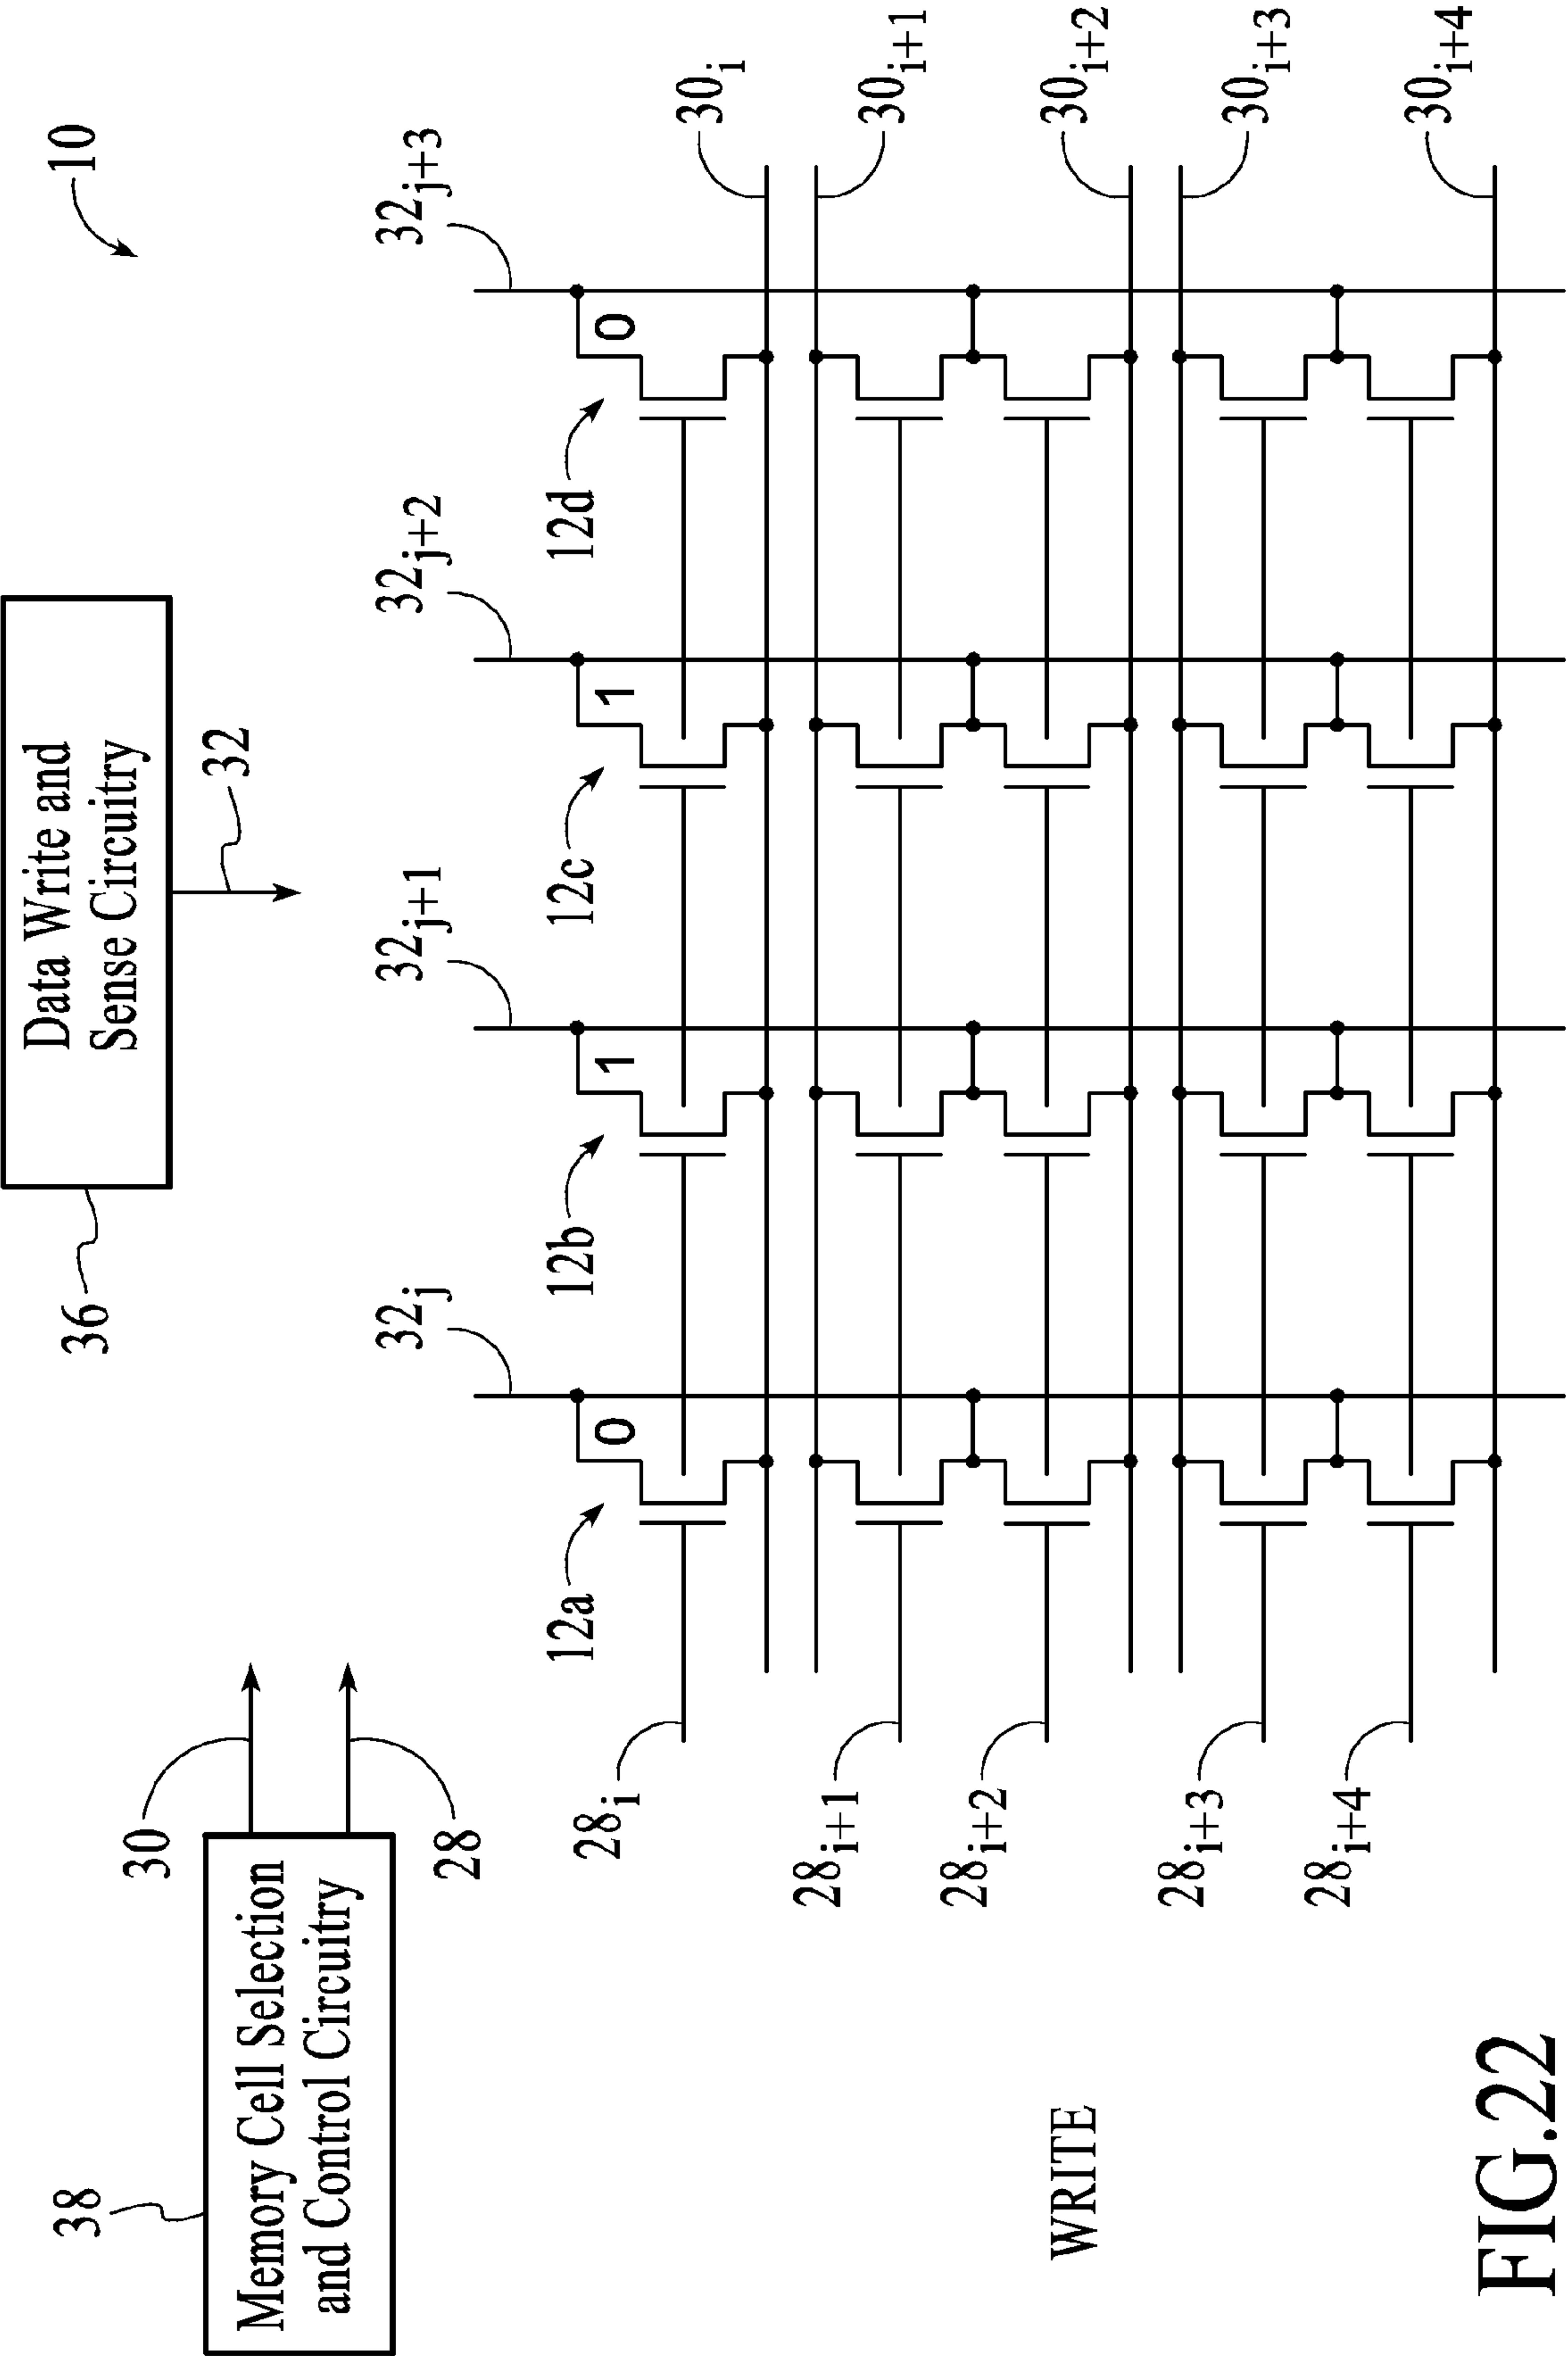 10
Data Write and
Sense Circuitry
36
32
38
Memory Cell Selection
and Control Circuitry
30
28
32j
32j+1
32j+2
32j+3
12a
0
12b
1
12c
1
12d
0
28i
30i
28i+1
30i+1
28i+2
30i+2
28i+3
30i+3
28i+4
30i+4
WRITE
FIG.22